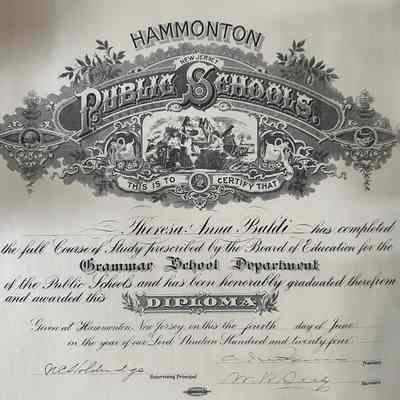 HAMMONTON
NEW JERSEY
PUBLIC SCHOOLS.
THIS IS TO CERTIFY THAT
Theresa Anna Baldi has completed
the full Course of Study prescribed by the Board of Education for the
Grammar School Department
of the Public Schools and has been honorably graduated therefrom
and awarded this DIPLOMA
Given at Hammonton, New Jersey on this the fourth day of June
in the year of our Lord Nineteen Hundred and twenty four.
President
Supervising Principal
Secretary